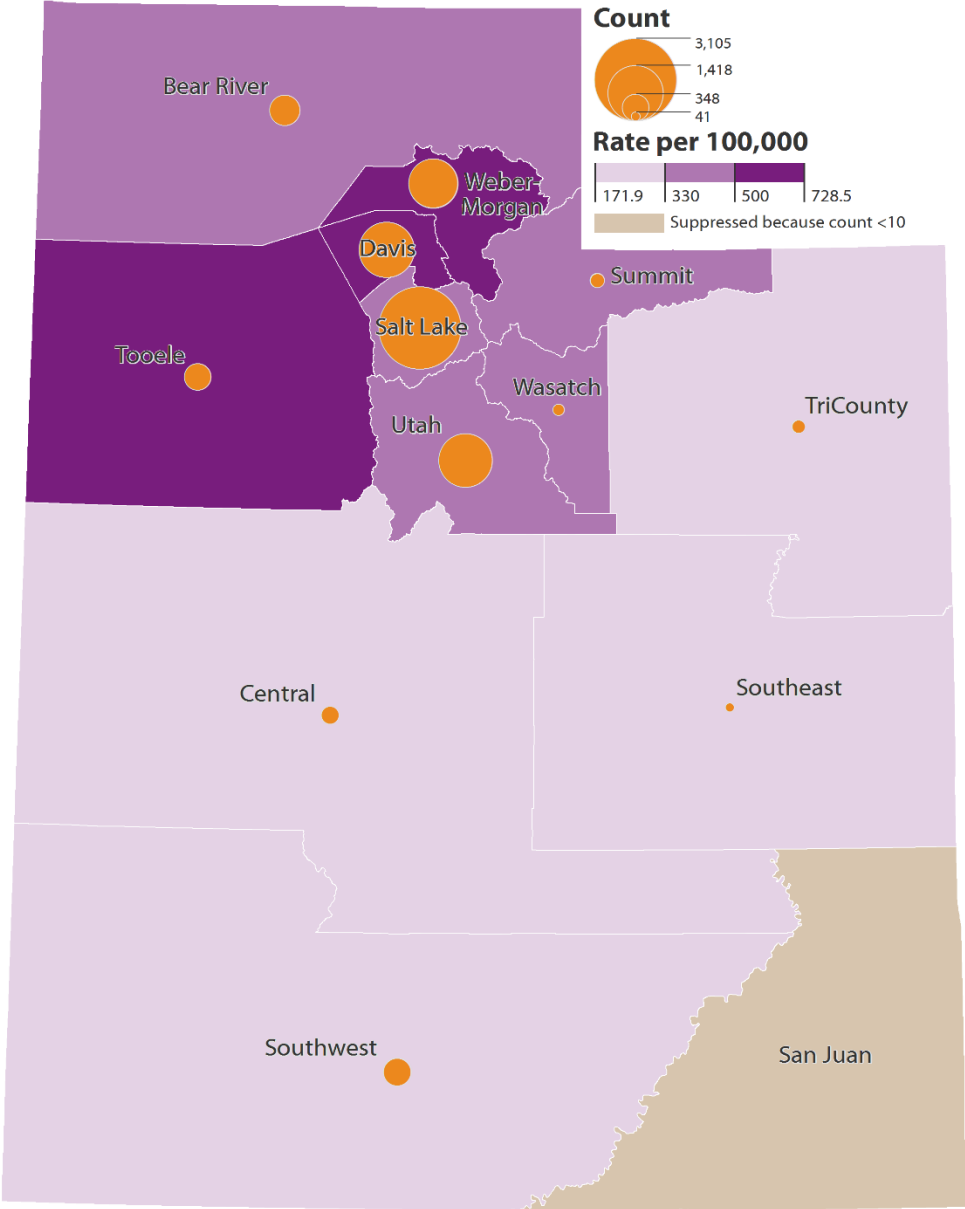 Count
3,105
1,418
348
41
Rate per 100,000
171.9 330 500 728.5
Suppressed because count <10
Bear River
Weber-
Morgan
Davis
Summit
Salt Lake
Tooele
Wasatch
TriCounty
Utah
Central
Southeast
Southwest
San Juan